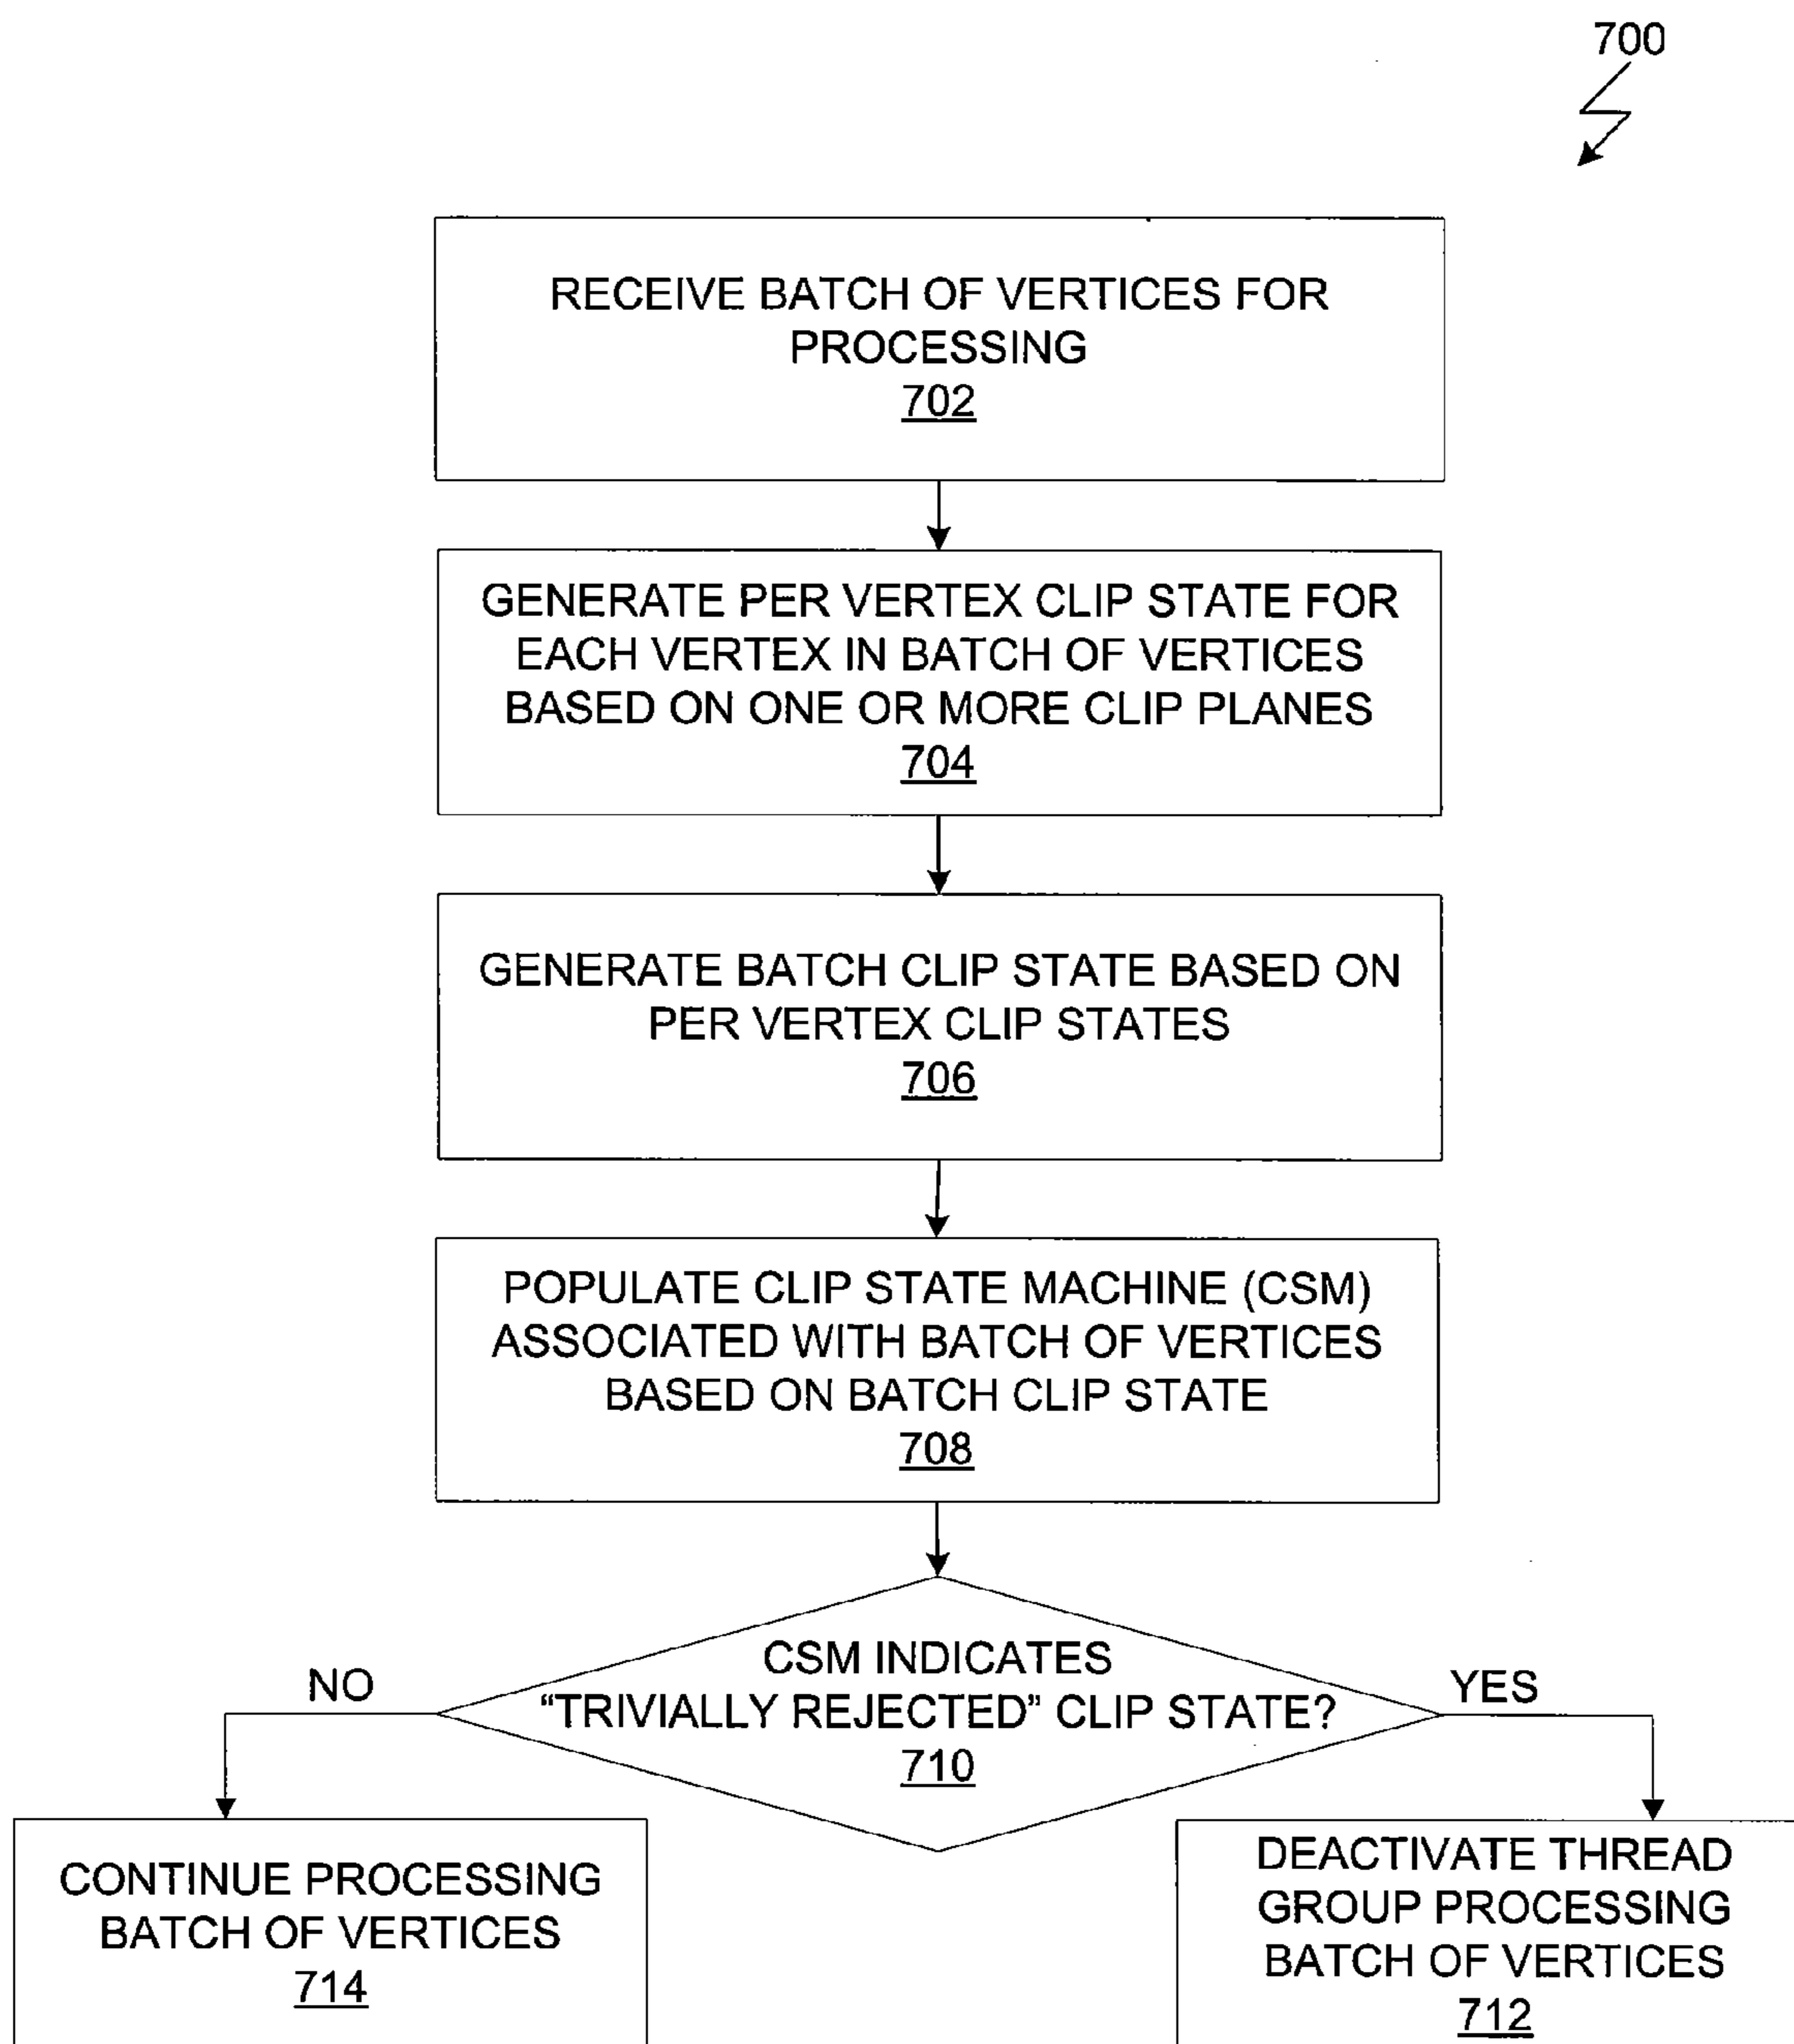 700
RECEIVE BATCH OF VERTICES FOR
PROCESSING
702
GENERATE PER VERTEX CLIP STATE FOR
EACH VERTEX IN BATCH OF VERTICES
BASED ON ONE OR MORE CLIP PLANES
704
GENERATE BATCH CLIP STATE BASED ON
PER VERTEX CLIP STATES
706
POPULATE CLIP STATE MACHINE (CSM)
ASSOCIATED WITH BATCH OF VERTICES
BASED ON BATCH CLIP STATE
708
CSM INDICATES
“TRIVIALLY REJECTED” CLIP STATE?
710
NO
YES
CONTINUE PROCESSING
BATCH OF VERTICES
714
DEACTIVATE THREAD
GROUP PROCESSING
BATCH OF VERTICES
712